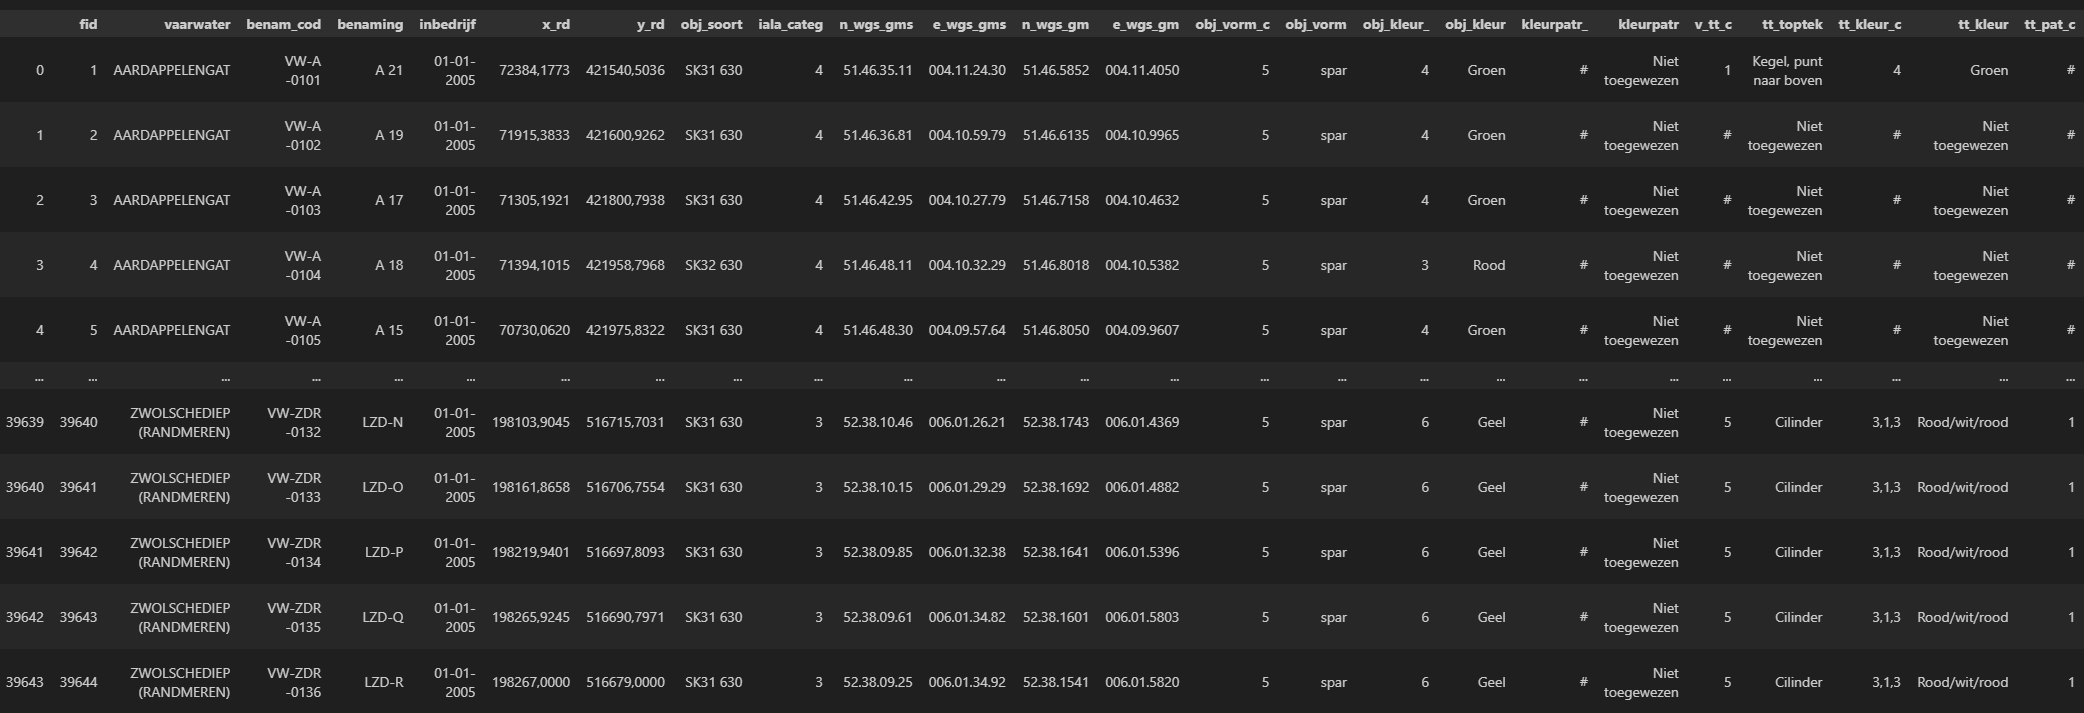 fid vaarwater benam_cod benaming inbedrijf x_rd y_rd obj_soort iala_categ n_wgs_gms e_wgs_gms n_wgs_gm e_wgs_gm obj_vorm_c obj_vorm obj_kleur_ obj_kleur kleurpatr_ kleurpatr v_tt_c tt_toptek tt_kleur_c tt_kleur tt_pat_c
VW-A 01-01- Niet Kegel, punt
0 1 AARDAPPELENGAT A 21 72384,1773 421540,5036 SK31 630 4 51.46.35.11 004.11.24.30 51.46.5852 004.11.4050 5 spar 4 Groen # 1 4 Groen #
-0101 2005 toegewezen naar boven
VW-A 01-01- Niet Niet Niet
1 2 AARDAPPELENGAT A 19 71915,3833 421600,9262 SK31 630 4 51.46.36.81 004.10.59.79 51.46.6135 004.10.9965 5 spar 4 Groen # # # #
-0102 2005 toegewezen toegewezen toegewezen
VW-A 01-01- Niet Niet Niet
2 3 AARDAPPELENGAT A 17 71305,1921 421800,7938 SK31 630 4 51.46.42.95 004.10.27.79 51.46.7158 004.10.4632 5 spar 4 Groen # # # #
-0103 2005 toegewezen toegewezen toegewezen
VW-A 01-01- Niet Niet Niet
3 4 AARDAPPELENGAT A 18 71394,1015 421958,7968 SK32 630 4 51.46.48.11 004.10.32.29 51.46.8018 004.10.5382 5 spar 3 Rood # # # #
-0104 2005 toegewezen toegewezen toegewezen
VW-A 01-01- Niet Niet Niet
4 5 AARDAPPELENGAT A 15 70730,0620 421975,8322 SK31 630 4 51.46.48.30 004.09.57.64 51.46.8050 004.09.9607 5 spar 4 Groen # # # #
-0105 2005 toegewezen toegewezen toegewezen
... ... ... ... ... ... ... ... ... ... ... ... ... ... ... ... ... ... ... ... ... ... ... ... ...
ZWOLSCHEDIEP VW-ZDR 01-01- Niet
39639 39640 LZD-N 198103,9045 516715,7031 SK31 630 3 52.38.10.46 006.01.26.21 52.38.1743 006.01.4369 5 spar 6 Geel # 5 Cilinder 3,1,3 Rood/wit/rood 1
(RANDMEREN) -0132 2005 toegewezen
ZWOLSCHEDIEP VW-ZDR 01-01- Niet
39640 39641 LZD-O 198161,8658 516706,7554 SK31 630 3 52.38.10.15 006.01.29.29 52.38.1692 006.01.4882 5 spar 6 Geel # 5 Cilinder 3,1,3 Rood/wit/rood 1
(RANDMEREN) -0133 2005 toegewezen
ZWOLSCHEDIEP VW-ZDR 01-01- Niet
39641 39642 LZD-P 198219,9401 516697,8093 SK31 630 3 52.38.09.85 006.01.32.38 52.38.1641 006.01.5396 5 spar 6 Geel # 5 Cilinder 3,1,3 Rood/wit/rood 1
(RANDMEREN) -0134 2005 toegewezen
ZWOLSCHEDIEP VW-ZDR 01-01- Niet
39642 39643 LZD-Q 198265,9245 516690,7971 SK31 630 3 52.38.09.61 006.01.34.82 52.38.1601 006.01.5803 5 spar 6 Geel # 5 Cilinder 3,1,3 Rood/wit/rood 1
(RANDMEREN) -0135 2005 toegewezen
ZWOLSCHEDIEP VW-ZDR 01-01- Niet
39643 39644 LZD-R 198267,0000 516679,0000 SK31 630 3 52.38.09.25 006.01.34.92 52.38.1541 006.01.5820 5 spar 6 Geel # 5 Cilinder 3,1,3 Rood/wit/rood 1
(RANDMEREN) -0136 2005 toegewezen